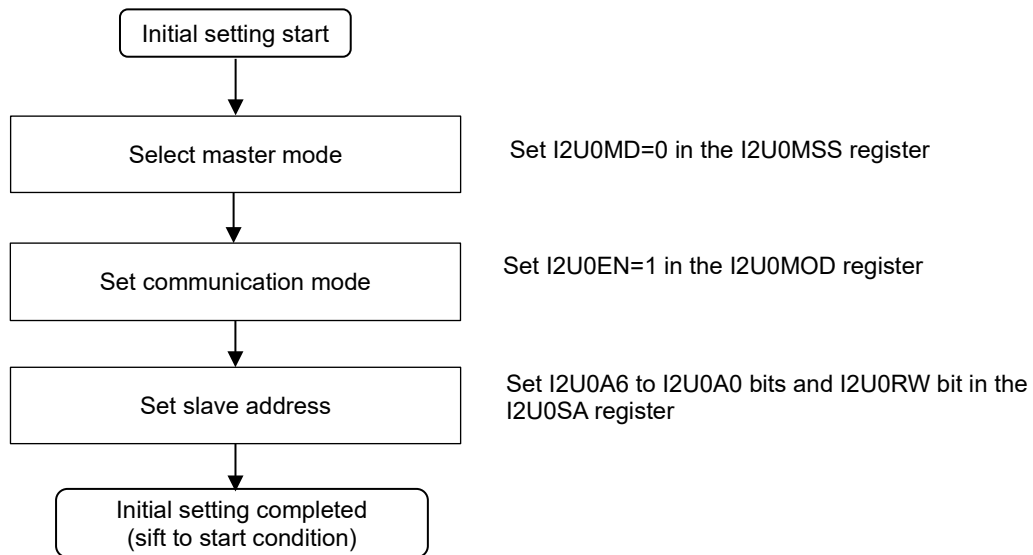 Initial setting start
Select master mode
Set I2U0MD=0 in the I2U0MSS register
Set communication mode
Set I2U0EN=1 in the I2U0MOD register
Set slave address
Set I2U0A6 to I2U0A0 bits and I2U0RW bit in the
I2U0SA register
Initial setting completed
(sift to start condition)